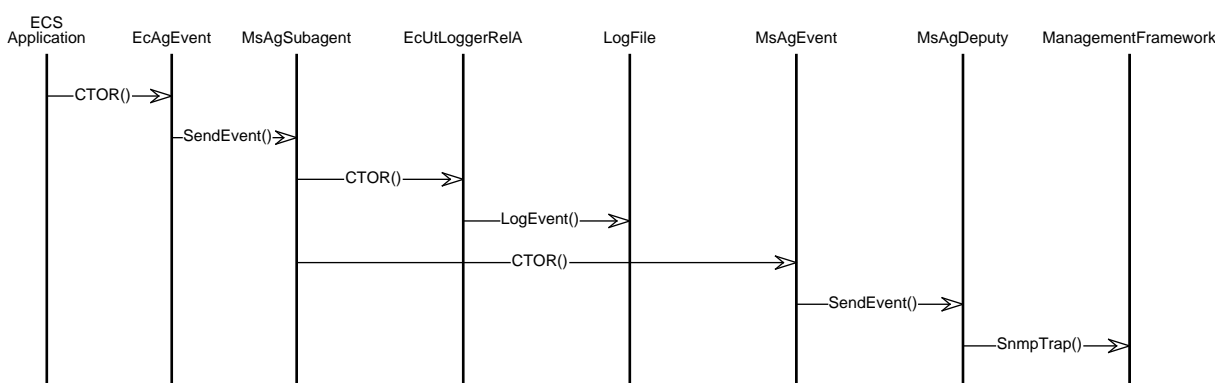 ECS
Application
EcAgEvent
MsAgSubagent
EcUtLoggerRelA
LogFile
MsAgEvent
MsAgDeputy
ManagementFramework
CTOR()
SendEvent()
CTOR()
LogEvent()
CTOR()
SendEvent()
SnmpTrap()